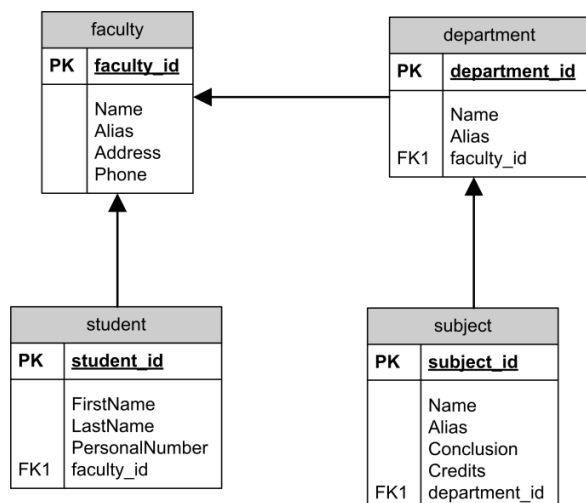 faculty
PK faculty_id
Name
Alias
Address
Phone
department
PK department_id
Name
Alias
FK1 faculty_id
student
PK student_id
FirstName
LastName
PersonalNumber
FK1 faculty_id
subject
PK subject_id
Name
Alias
Conclusion
Credits
FK1 department_id